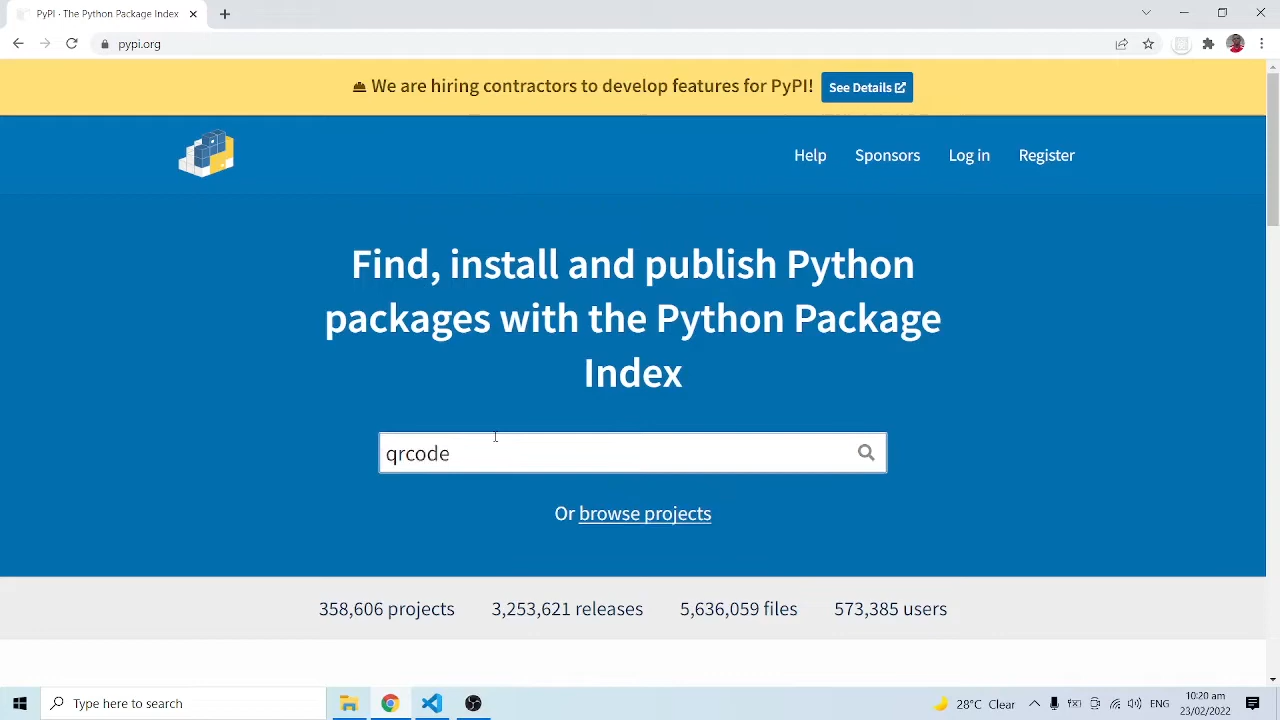 PyPI · The Python Package Index
pypi.org
We are hiring contractors to develop features for PyPI! See Details
Help Sponsors Log in Register
Find, install and publish Python
packages with the Python Package
Index
qrcode
Or browse projects
358,606 projects 3,253,621 releases 5,636,059 files 573,385 users
Type here to search
28°C Clear
ENG
10:20 am
23/02/2022